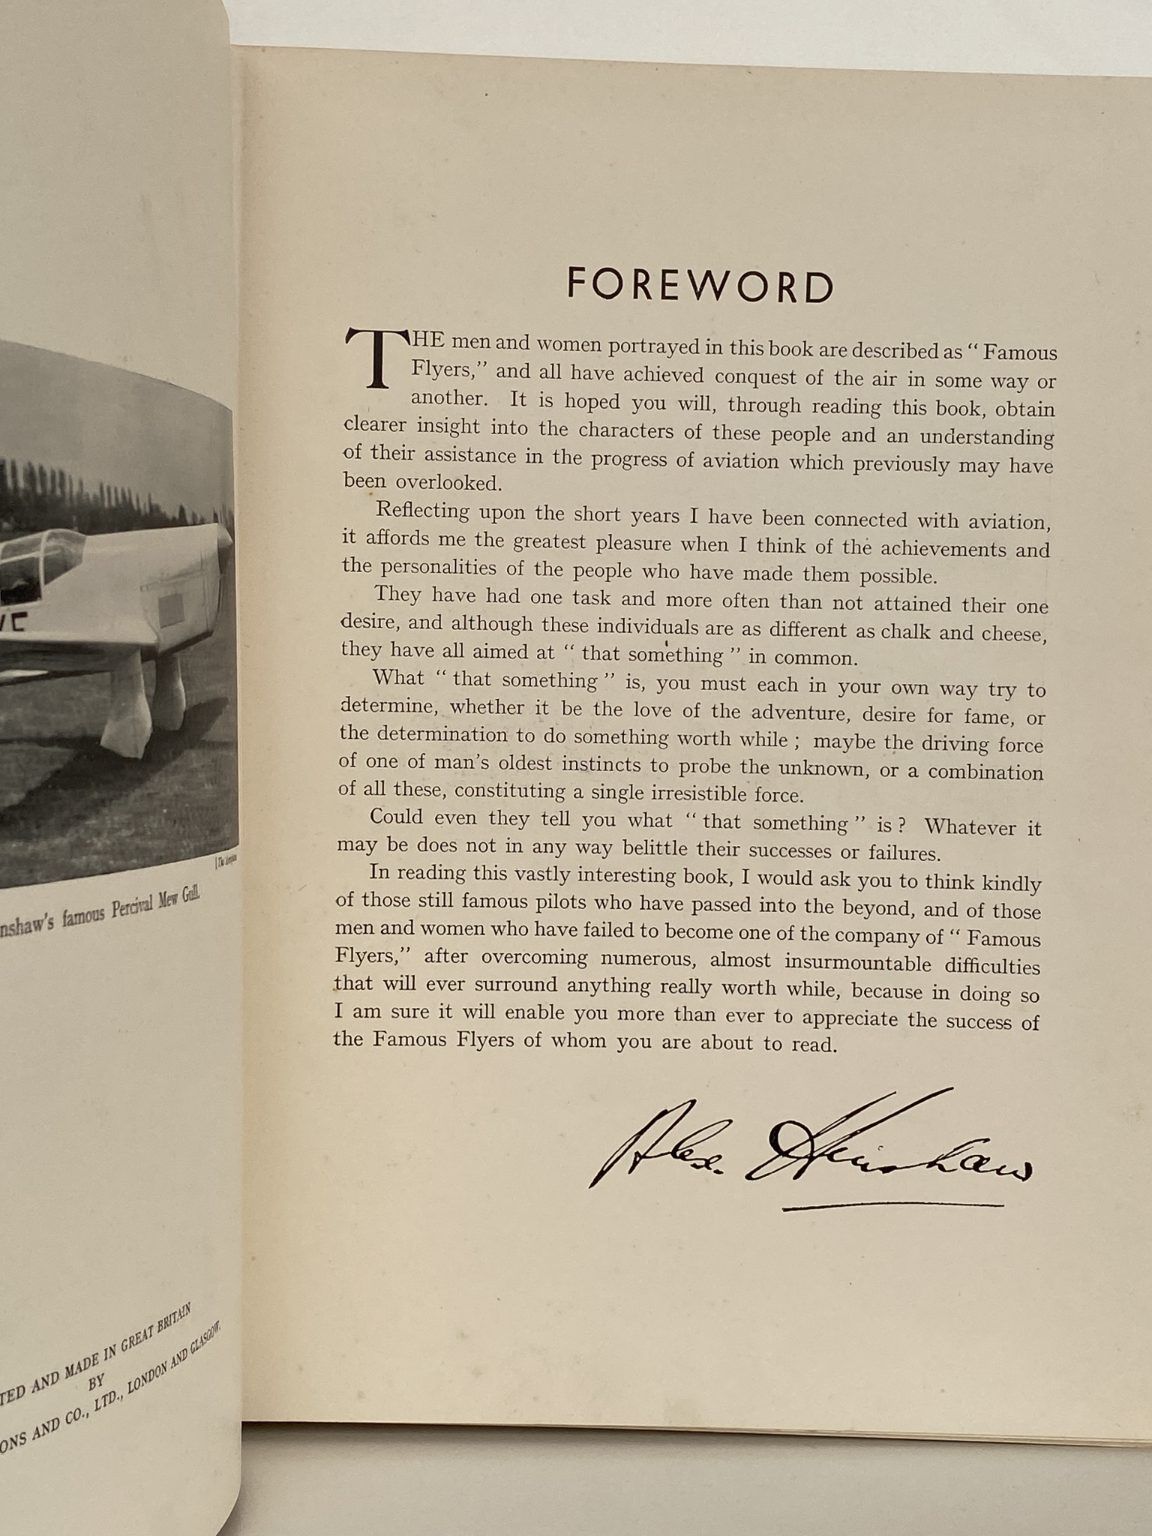 FOREWORD
THE men and women portrayed in this book are described as “ Famous
Flyers,” and all have achieved conquest of the air in some way or
another. It is hoped you will, through reading this book, obtain
clearer insight into the characters of these people and an understanding
of their assistance in the progress of aviation which previously may have
been overlooked.
Reflecting upon the short years I have been connected with aviation,
it affords me the greatest pleasure when I think of the achievements and
the personalities of the people who have made them possible.
They have had one task and more often than not attained their one
desire, and although these individuals are as different as chalk and cheese,
they have all aimed at “ that something ” in common.
What “ that something ” is, you must each in your own way try to
determine, whether it be the love of the adventure, desire for fame, or
the determination to do something worth while ; maybe the driving force
of one of man’s oldest instincts to probe the unknown, or a combination
of all these, constituting a single irresistible force.
Could even they tell you what “ that something ” is ? Whatever it
may be does not in any way belittle their successes or failures.
In reading this vastly interesting book, I would ask you to think kindly
of those still famous pilots who have passed into the beyond, and of those
men and women who have failed to become one of the company of “ Famous
Flyers,” after overcoming numerous, almost insurmountable difficulties
that will ever surround anything really worth while, because in doing so
I am sure it will enable you more than ever to appreciate the success of
the Famous Flyers of whom you are about to read.
Alex. Henshaw
nshaw’s famous Percival Mew Gull.
TED AND MADE IN GREAT BRITAIN
BY
ONS AND CO., LTD., LONDON AND GLASGOW.